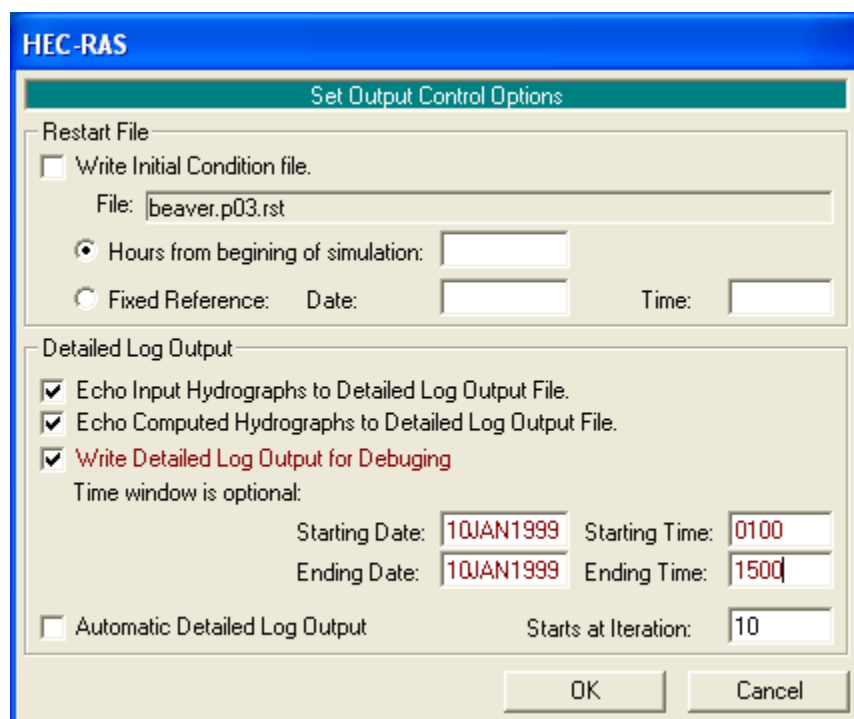 HEC-RAS
Set Output Control Options
Restart File
Write Initial Condition file.
File: beaver.p03.rst
Hours from begining of simulation:
Fixed Reference: Date: Time:
Detailed Log Output
Echo Input Hydrographs to Detailed Log Output File.
Echo Computed Hydrographs to Detailed Log Output File.
Write Detailed Log Output for Debuging
Time window is optional:
Starting Date: 10JAN1999 Starting Time: 0100
Ending Date: 10JAN1999 Ending Time: 1500
Automatic Detailed Log Output Starts at Iteration: 10
OK Cancel